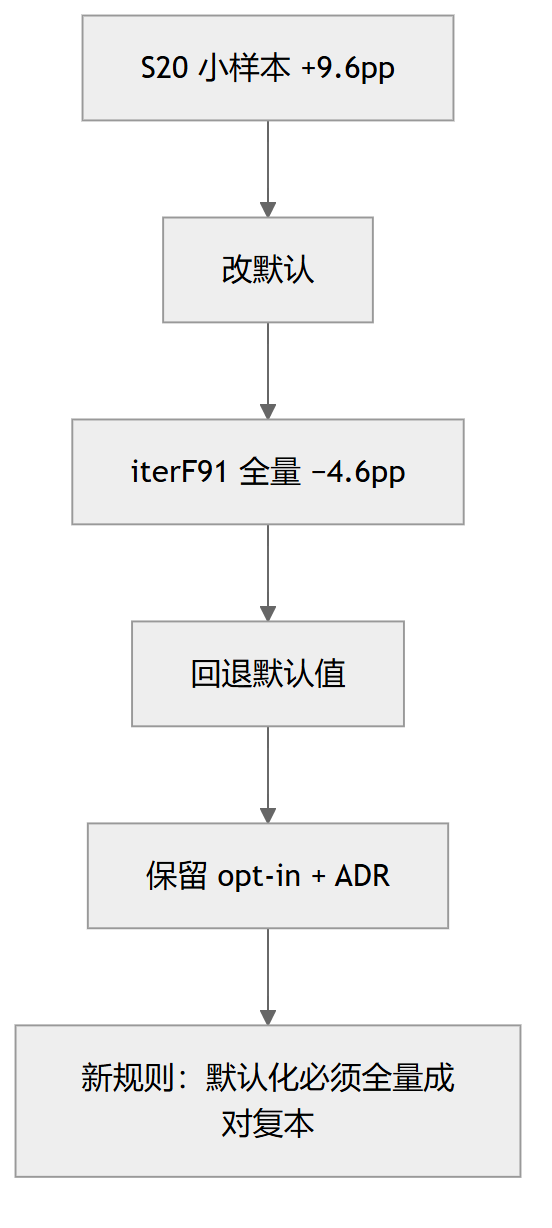 S20 小样本 +9.6pp
改默认
iterF91 全量 −4.6pp
回退默认值
保留 opt-in + ADR
新规则：默认化必须全量成
对复本